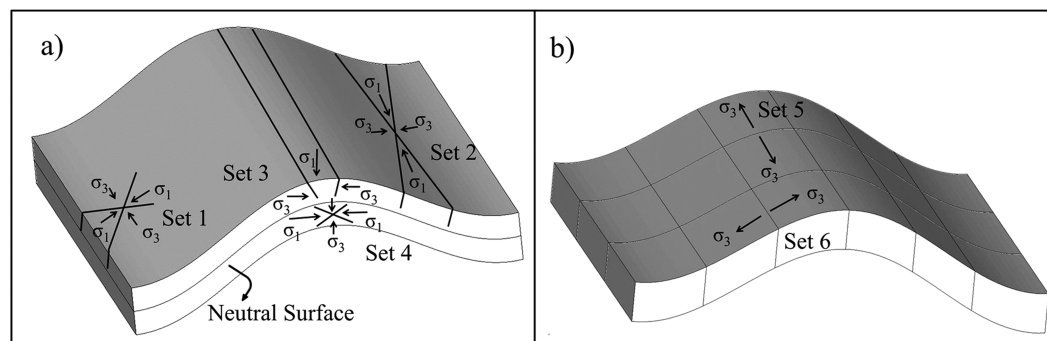 a)
σ1
σ3 σ3
Set 2
σ1
Set 3
σ1
σ3 σ1
Set 1
σ1 σ3
σ3 σ3
σ1 σ1
σ3
Set 4
Neutral Surface
b)
σ3
Set 5
σ3
σ3
σ3
Set 6